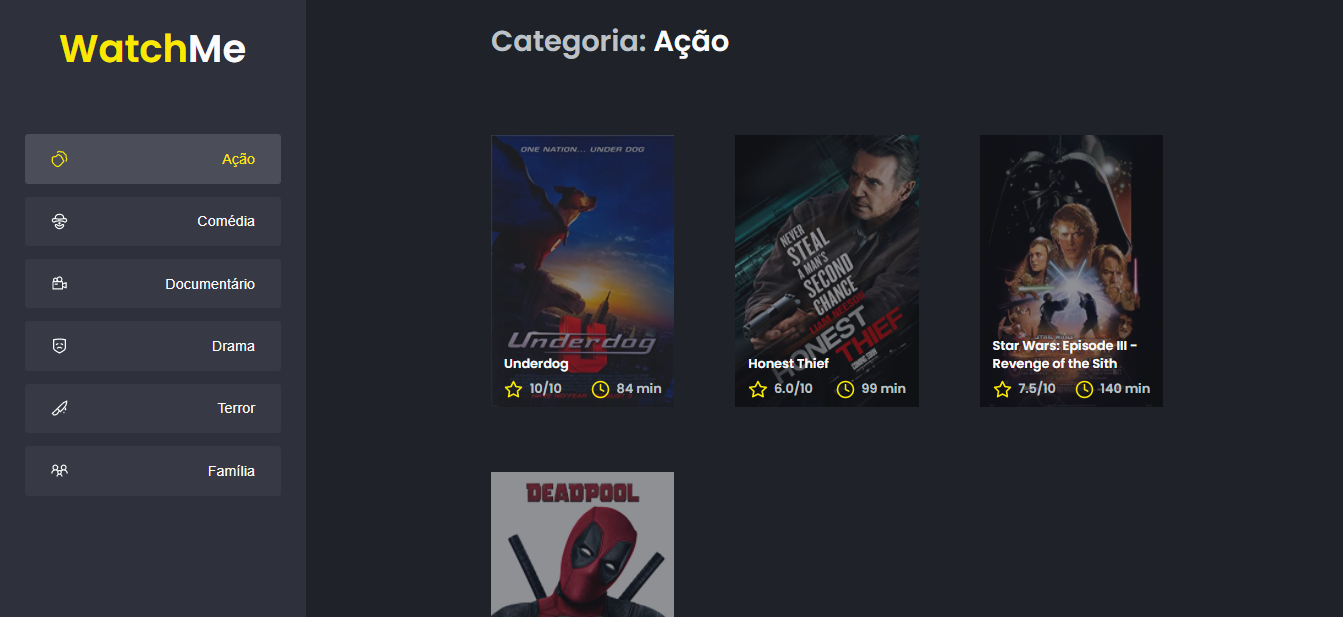 WatchMe
Categoria: Ação
Ação
Comédia
Documentário
Drama
Terror
Família
ONE NATION... UNDER DOG
Underdog
Underdog
10/10 84 min
NEVER
STEAL
A MAN'S
SECOND
CHANCE
LIAM NEESON
HONEST
THIEF
COMING SOON
Honest Thief
6.0/10 99 min
Star Wars: Episode III -
Revenge of the Sith
7.5/10 140 min
DEADPOOL